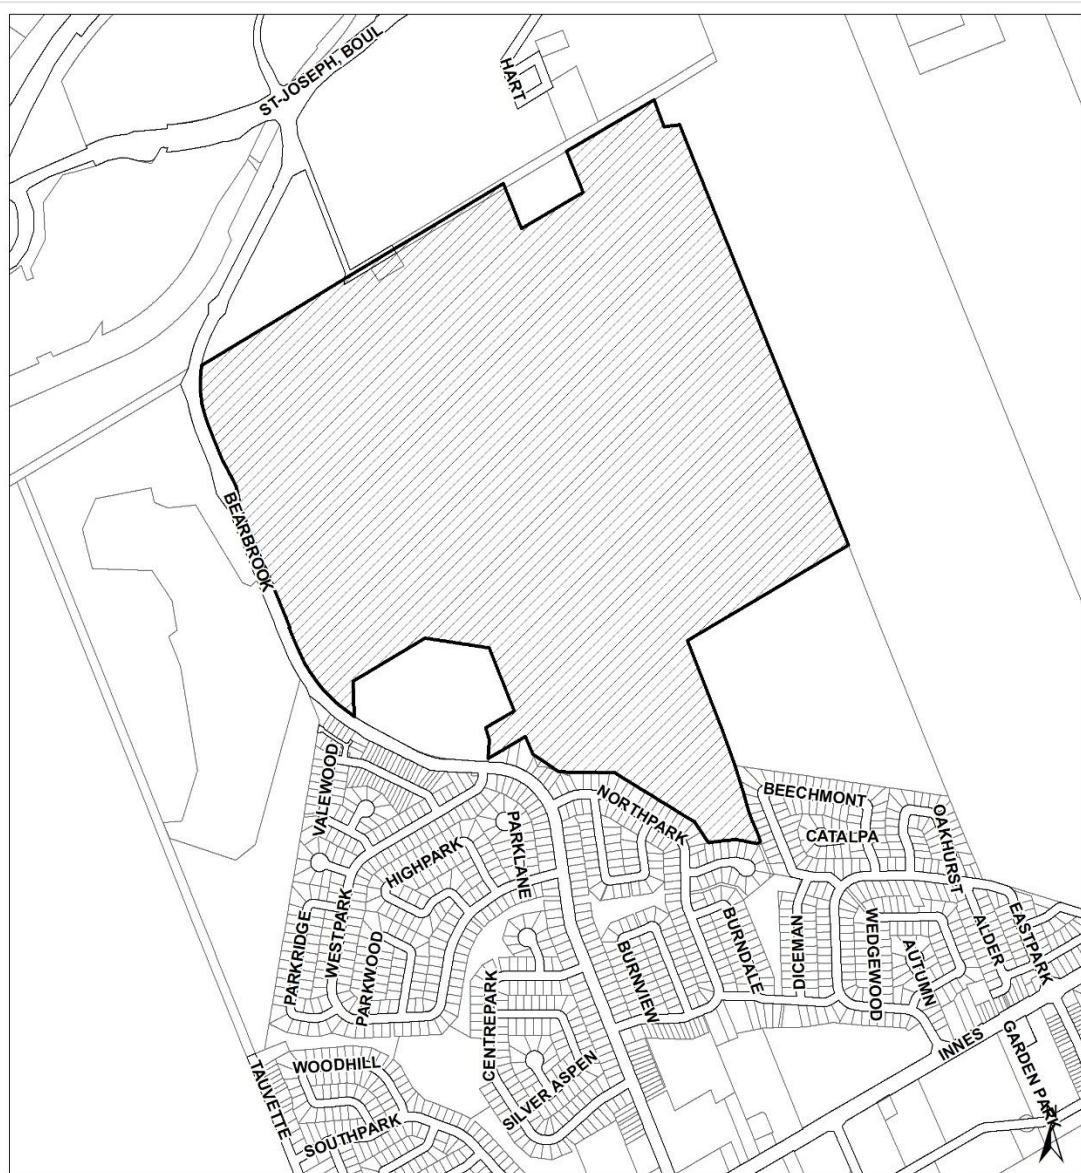 ST-JOSEPH, BOUL
HART
BEARBROOK
VALEWOOD
NORTHPARK
BEECHMONT
CATALPA
OAKHURST
PARKLANE
HIGHPARK
PARKRIDGE
WESTPARK
PARKWOOD
BURNDALE
BURNVIEW
DICEMAN
WEDGEWOOD
AUTUMN
ALDER
EASTPARK
CENTREPARK
SILVER ASPEN
INNES
GARDEN PARK
TAUVETTE
WOODHILL
SOUTHPARK